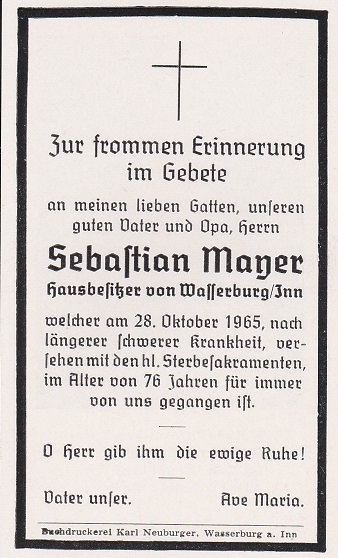 Zur frommen Erinnerung
im Gebete
an meinen lieben Gatten, unseren
guten Vater und Opa, Herrn
Sebastian Mayer
Hausbesitzer von Wasserburg/Inn
welcher am 28. Oktober 1965, nach
längerer schwerer Krankheit, ver-
sehen mit den hl. Sterbesakramenten,
im Alter von 76 Jahren für immer
von uns gegangen ist.
O Herr gib ihm die ewige Ruhe!
Vater unser. Ave Maria.
Buchdruckerei Karl Neuburger, Wasserburg a. Inn